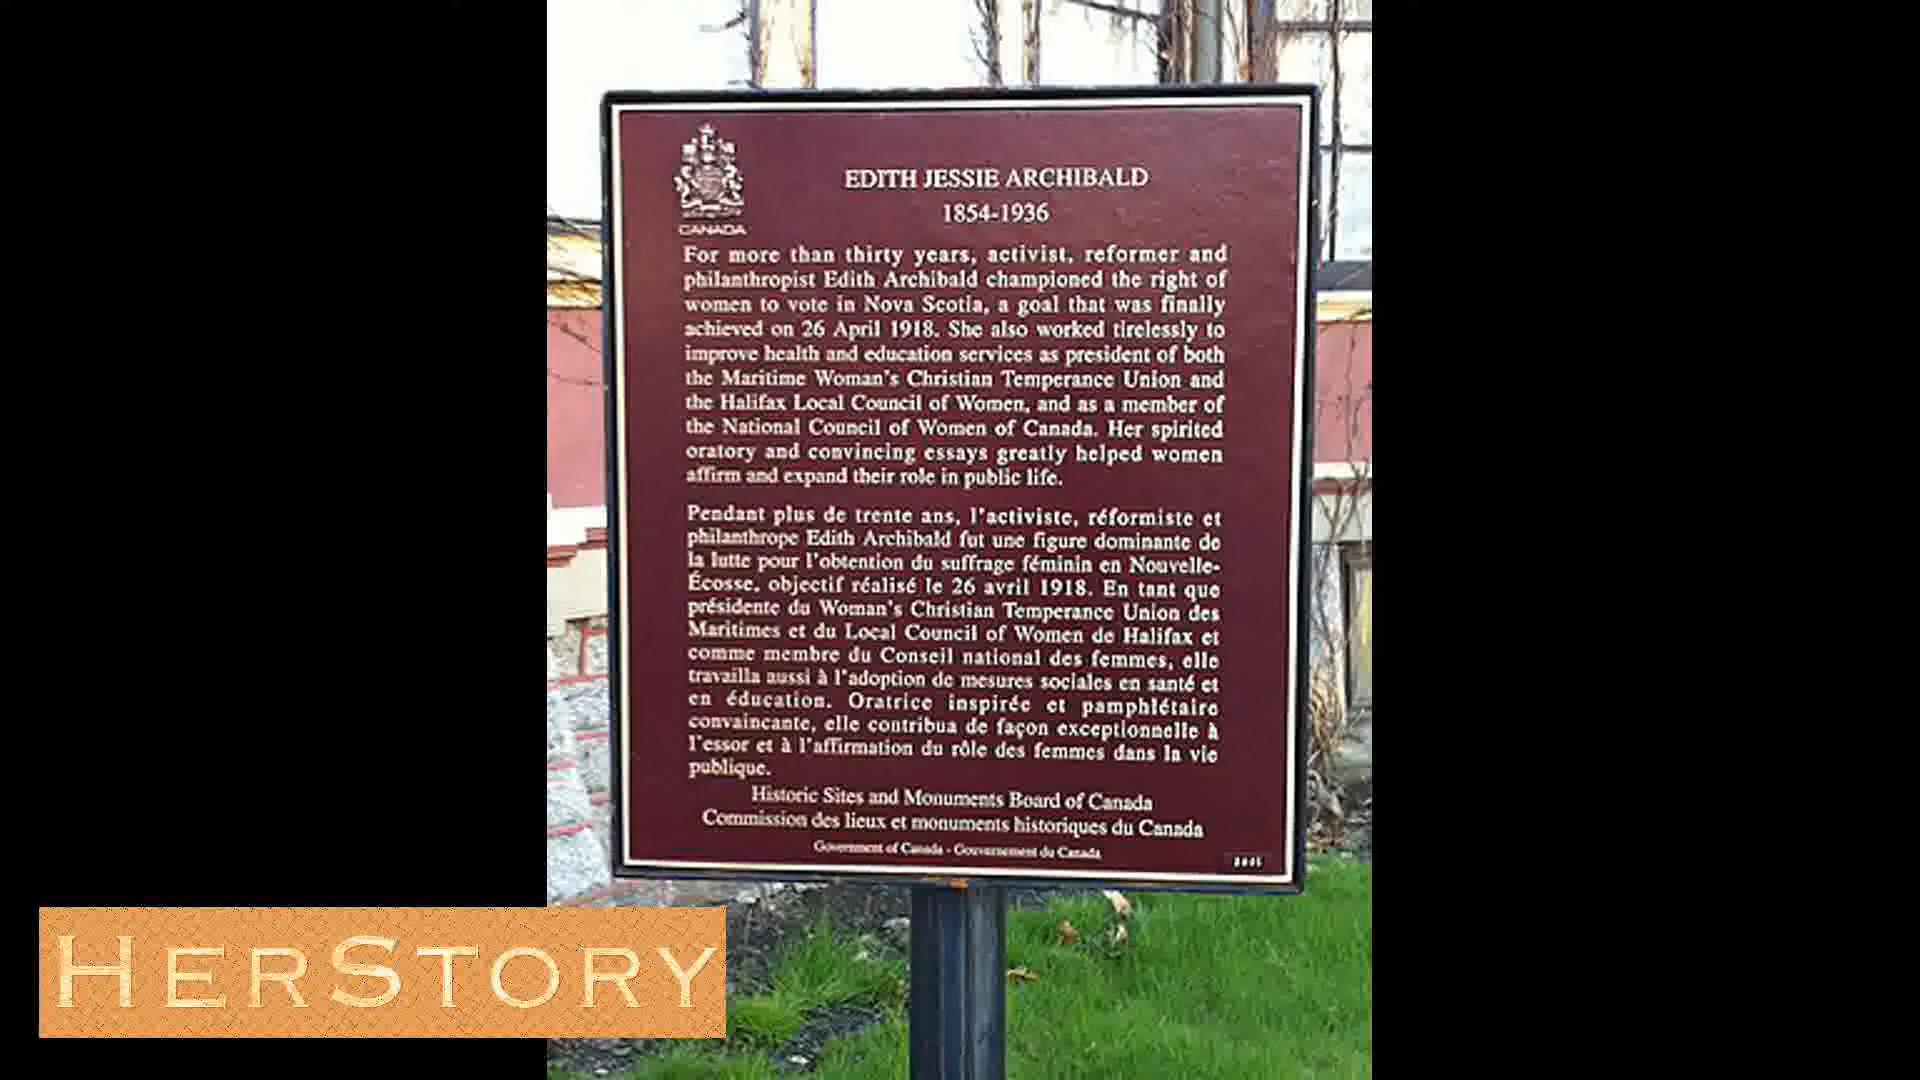 CANADA
EDITH JESSIE ARCHIBALD
1854-1936
For more than thirty years, activist, reformer and
philanthropist Edith Archibald championed the right of
women to vote in Nova Scotia, a goal that was finally
achieved on 26 April 1918. She also worked tirelessly to
improve health and education services as president of both
the Maritime Woman's Christian Temperance Union and
the Halifax Local Council of Women, and as a member of
the National Council of Women of Canada. Her spirited
oratory and convincing essays greatly helped women
affirm and expand their role in public life.
Pendant plus de trente ans, l'activiste, réformiste et
philanthrope Edith Archibald fut une figure dominante de
la lutte pour l'obtention du suffrage féminin en Nouvelle-
Écosse, objectif réalisé le 26 avril 1918. En tant que
présidente du Woman's Christian Temperance Union des
Maritimes et du Local Council of Women de Halifax et
comme membre du Conseil national des femmes, elle
travailla aussi à l'adoption de mesures sociales en santé et
en éducation. Oratrice inspirée et pamphlétaire
convaincante, elle contribua de façon exceptionnelle à
l'essor et à l'affirmation du rôle des femmes dans la vie
publique.
Historic Sites and Monuments Board of Canada
Commission des lieux et monuments historiques du Canada
Government of Canada - Gouvernement du Canada
HERSTORY